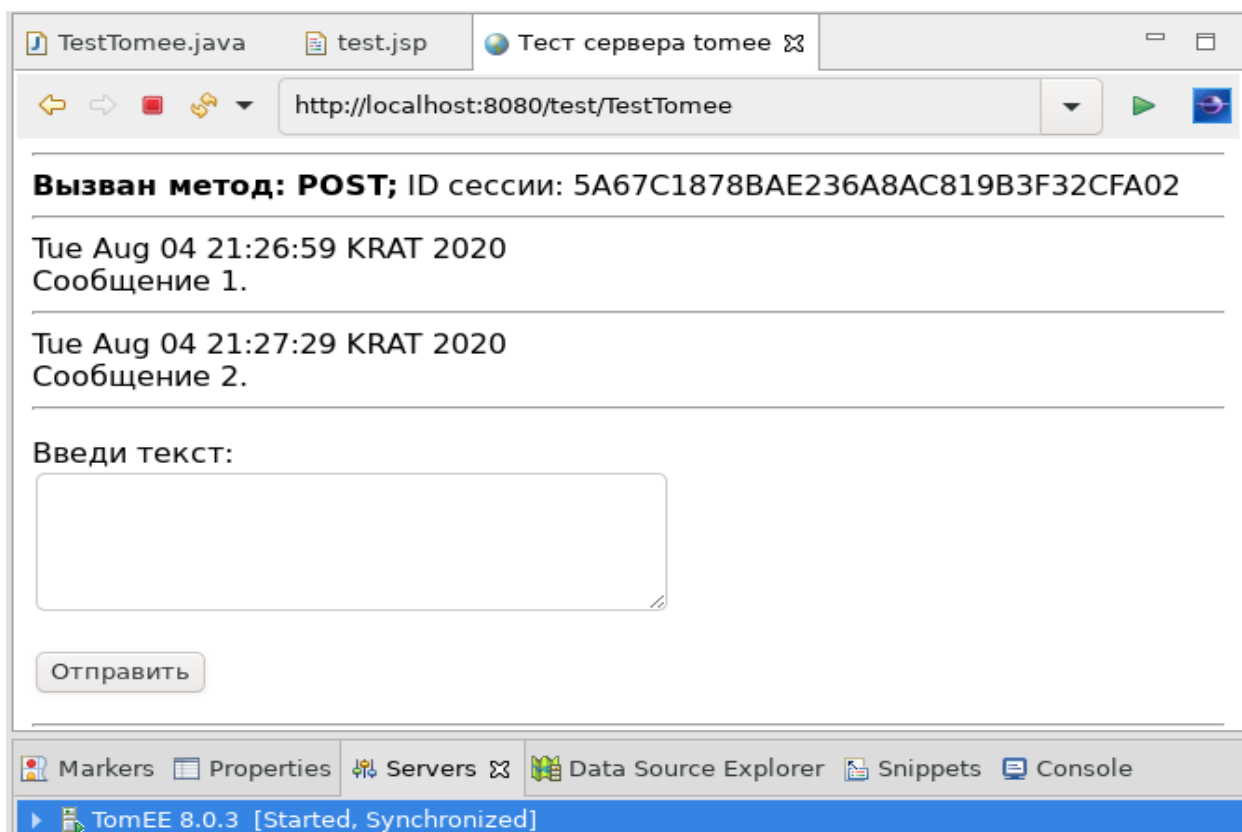 TestTomee.java test.jsp Тест сервера tomee
http://localhost:8080/test/TestTomee
Вызван метод: POST; ID сессии: 5A67C1878BAE236A8AC819B3F32CFA02
Tue Aug 04 21:26:59 KRAT 2020
Сообщение 1.
Tue Aug 04 21:27:29 KRAT 2020
Сообщение 2.
Введи текст:
Отправить
Markers Properties Servers Data Source Explorer Snippets Console
TomEE 8.0.3 [Started, Synchronized]